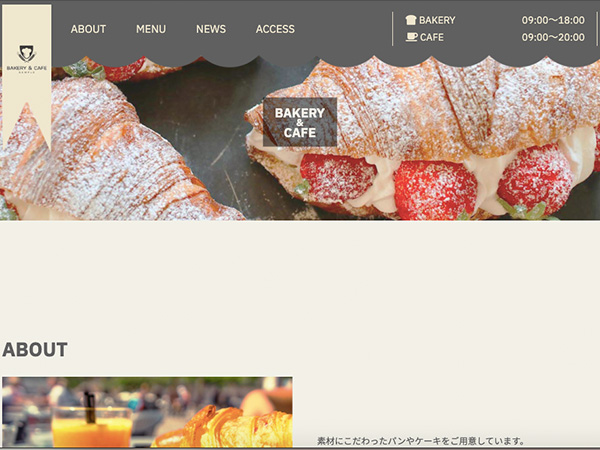 BAKERY & CAFE
ABOUT
MENU
NEWS
ACCESS
BAKERY 09:00〜18:00
CAFE 09:00〜20:00
BAKERY
&
CAFE
ABOUT
素材にこだわったパンやケーキをご用意しています。